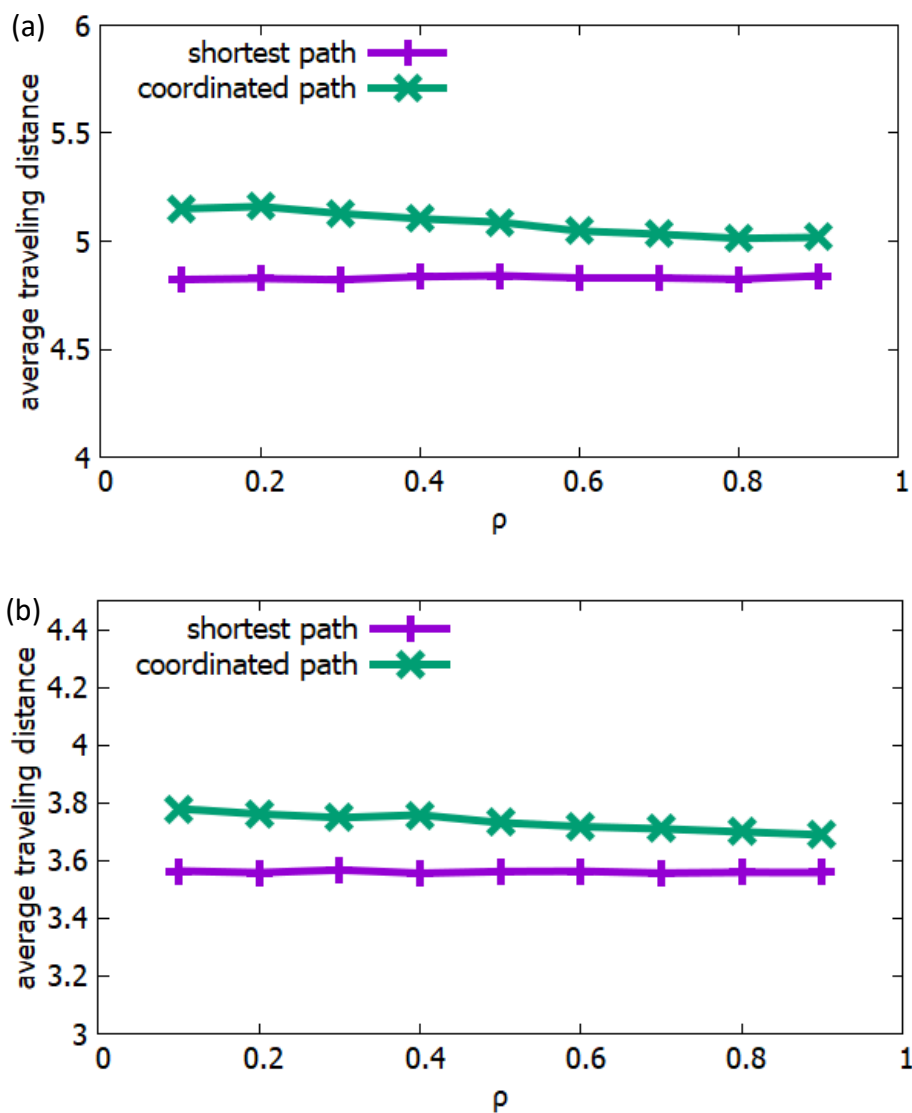 (a)
average traveling distance
6
5.5
5
4.5
4
shortest path
coordinated path
0 0.2 0.4 0.6 0.8 1
ρ
(b)
average traveling distance
4.4
4.2
4
3.8
3.6
3.4
3.2
3
shortest path
coordinated path
0 0.2 0.4 0.6 0.8 1
ρ